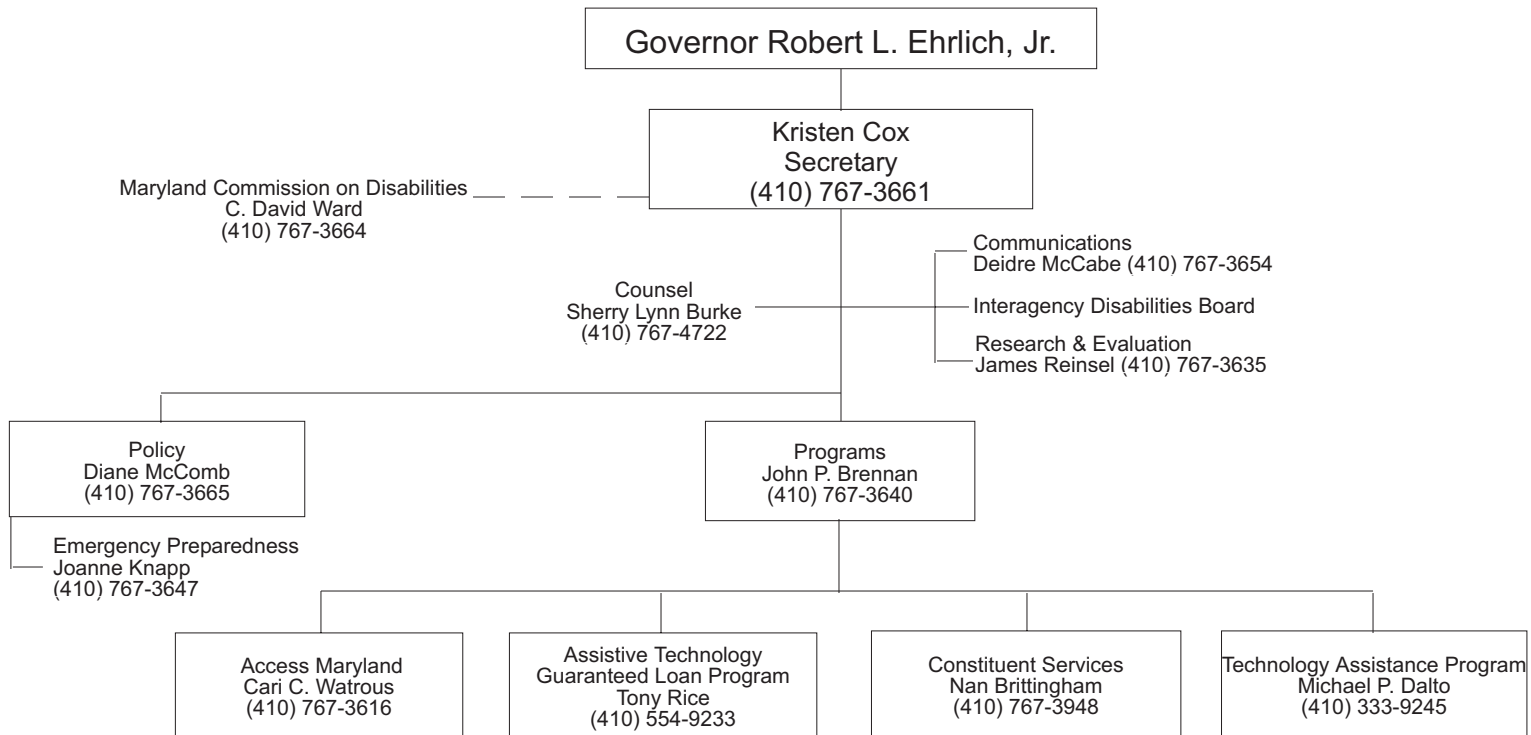 Governor Robert L. Ehrlich, Jr.
Kristen Cox
Secretary
(410) 767-3661
Maryland Commission on Disabilities
C. David Ward
(410) 767-3664
Communications
Deidre McCabe (410) 767-3654
Counsel
Sherry Lynn Burke
(410) 767-4722
Interagency Disabilities Board
Research & Evaluation
James Reinsel (410) 767-3635
Policy
Diane McComb
(410) 767-3665
Programs
John P. Brennan
(410) 767-3640
Emergency Preparedness
Joanne Knapp
(410) 767-3647
Access Maryland
Cari C. Watrous
(410) 767-3616
Assistive Technology
Guaranteed Loan Program
Tony Rice
(410) 554-9233
Constituent Services
Nan Brittingham
(410) 767-3948
Technology Assistance Program
Michael P. Dalto
(410) 333-9245